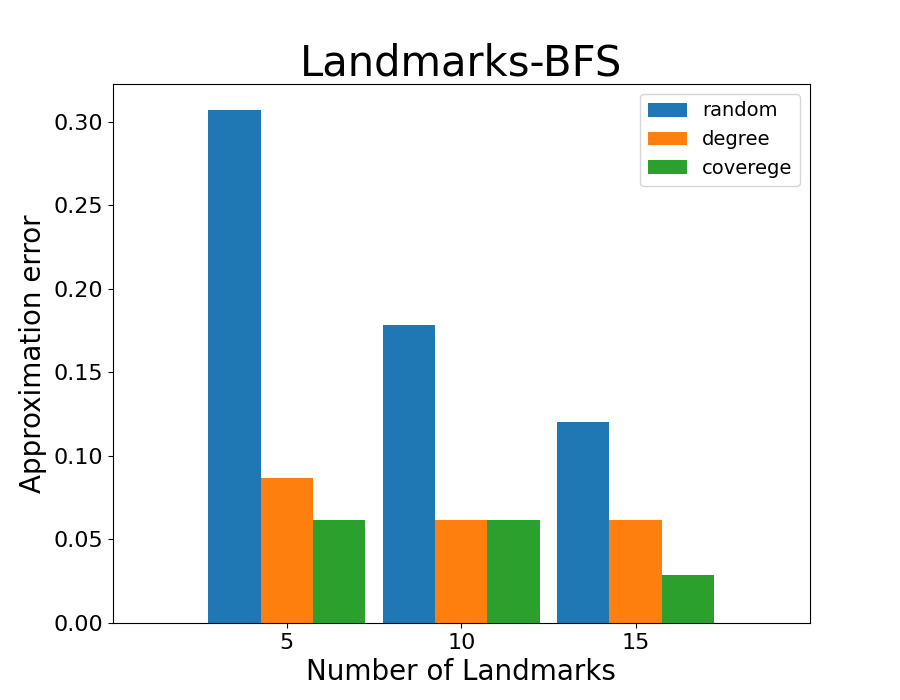 Landmarks-BFS
random
degree
coverege
Approximation error
0.30
0.25
0.20
0.15
0.10
0.05
0.00
5 10 15
Number of Landmarks